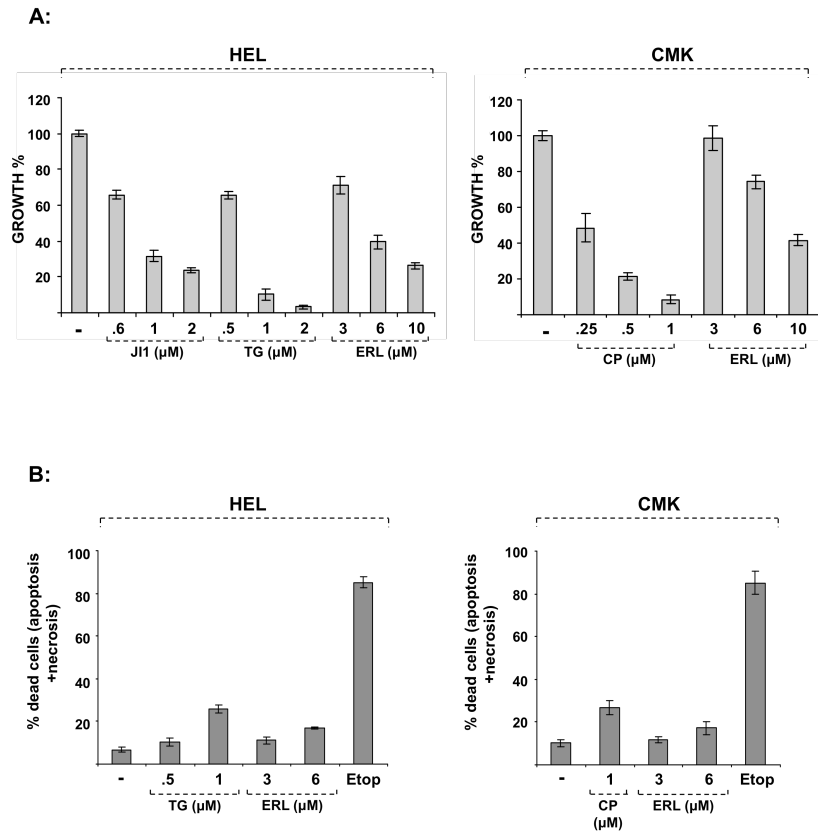 A:
HEL
CMK
GROWTH %
120
100
80
60
40
20
- .6 1 2 .5 1 2 3 6 10
JI1 (µM) TG (µM) ERL (µM)
GROWTH %
120
100
80
60
40
20
- .25 .5 1 3 6 10
CP (µM) ERL (µM)
B:
HEL
CMK
% dead cells (apoptosis
+necrosis)
100
80
60
40
20
- .5 1 3 6 Etop
TG (µM) ERL (µM)
% dead cells (apoptosis
+necrosis)
100
80
60
40
20
- 1 3 6 Etop
CP
(µM)
ERL (µM)